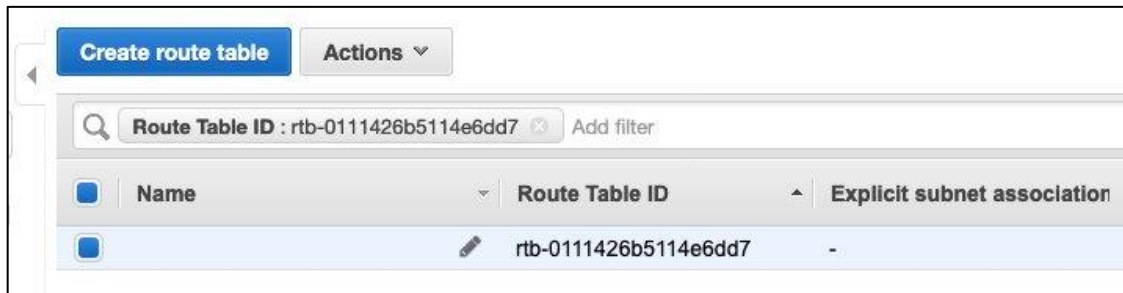 Create route table Actions
Route Table ID : rtb-0111426b5114e6dd7 Add filter
Name Route Table ID Explicit subnet association
rtb-0111426b5114e6dd7 -